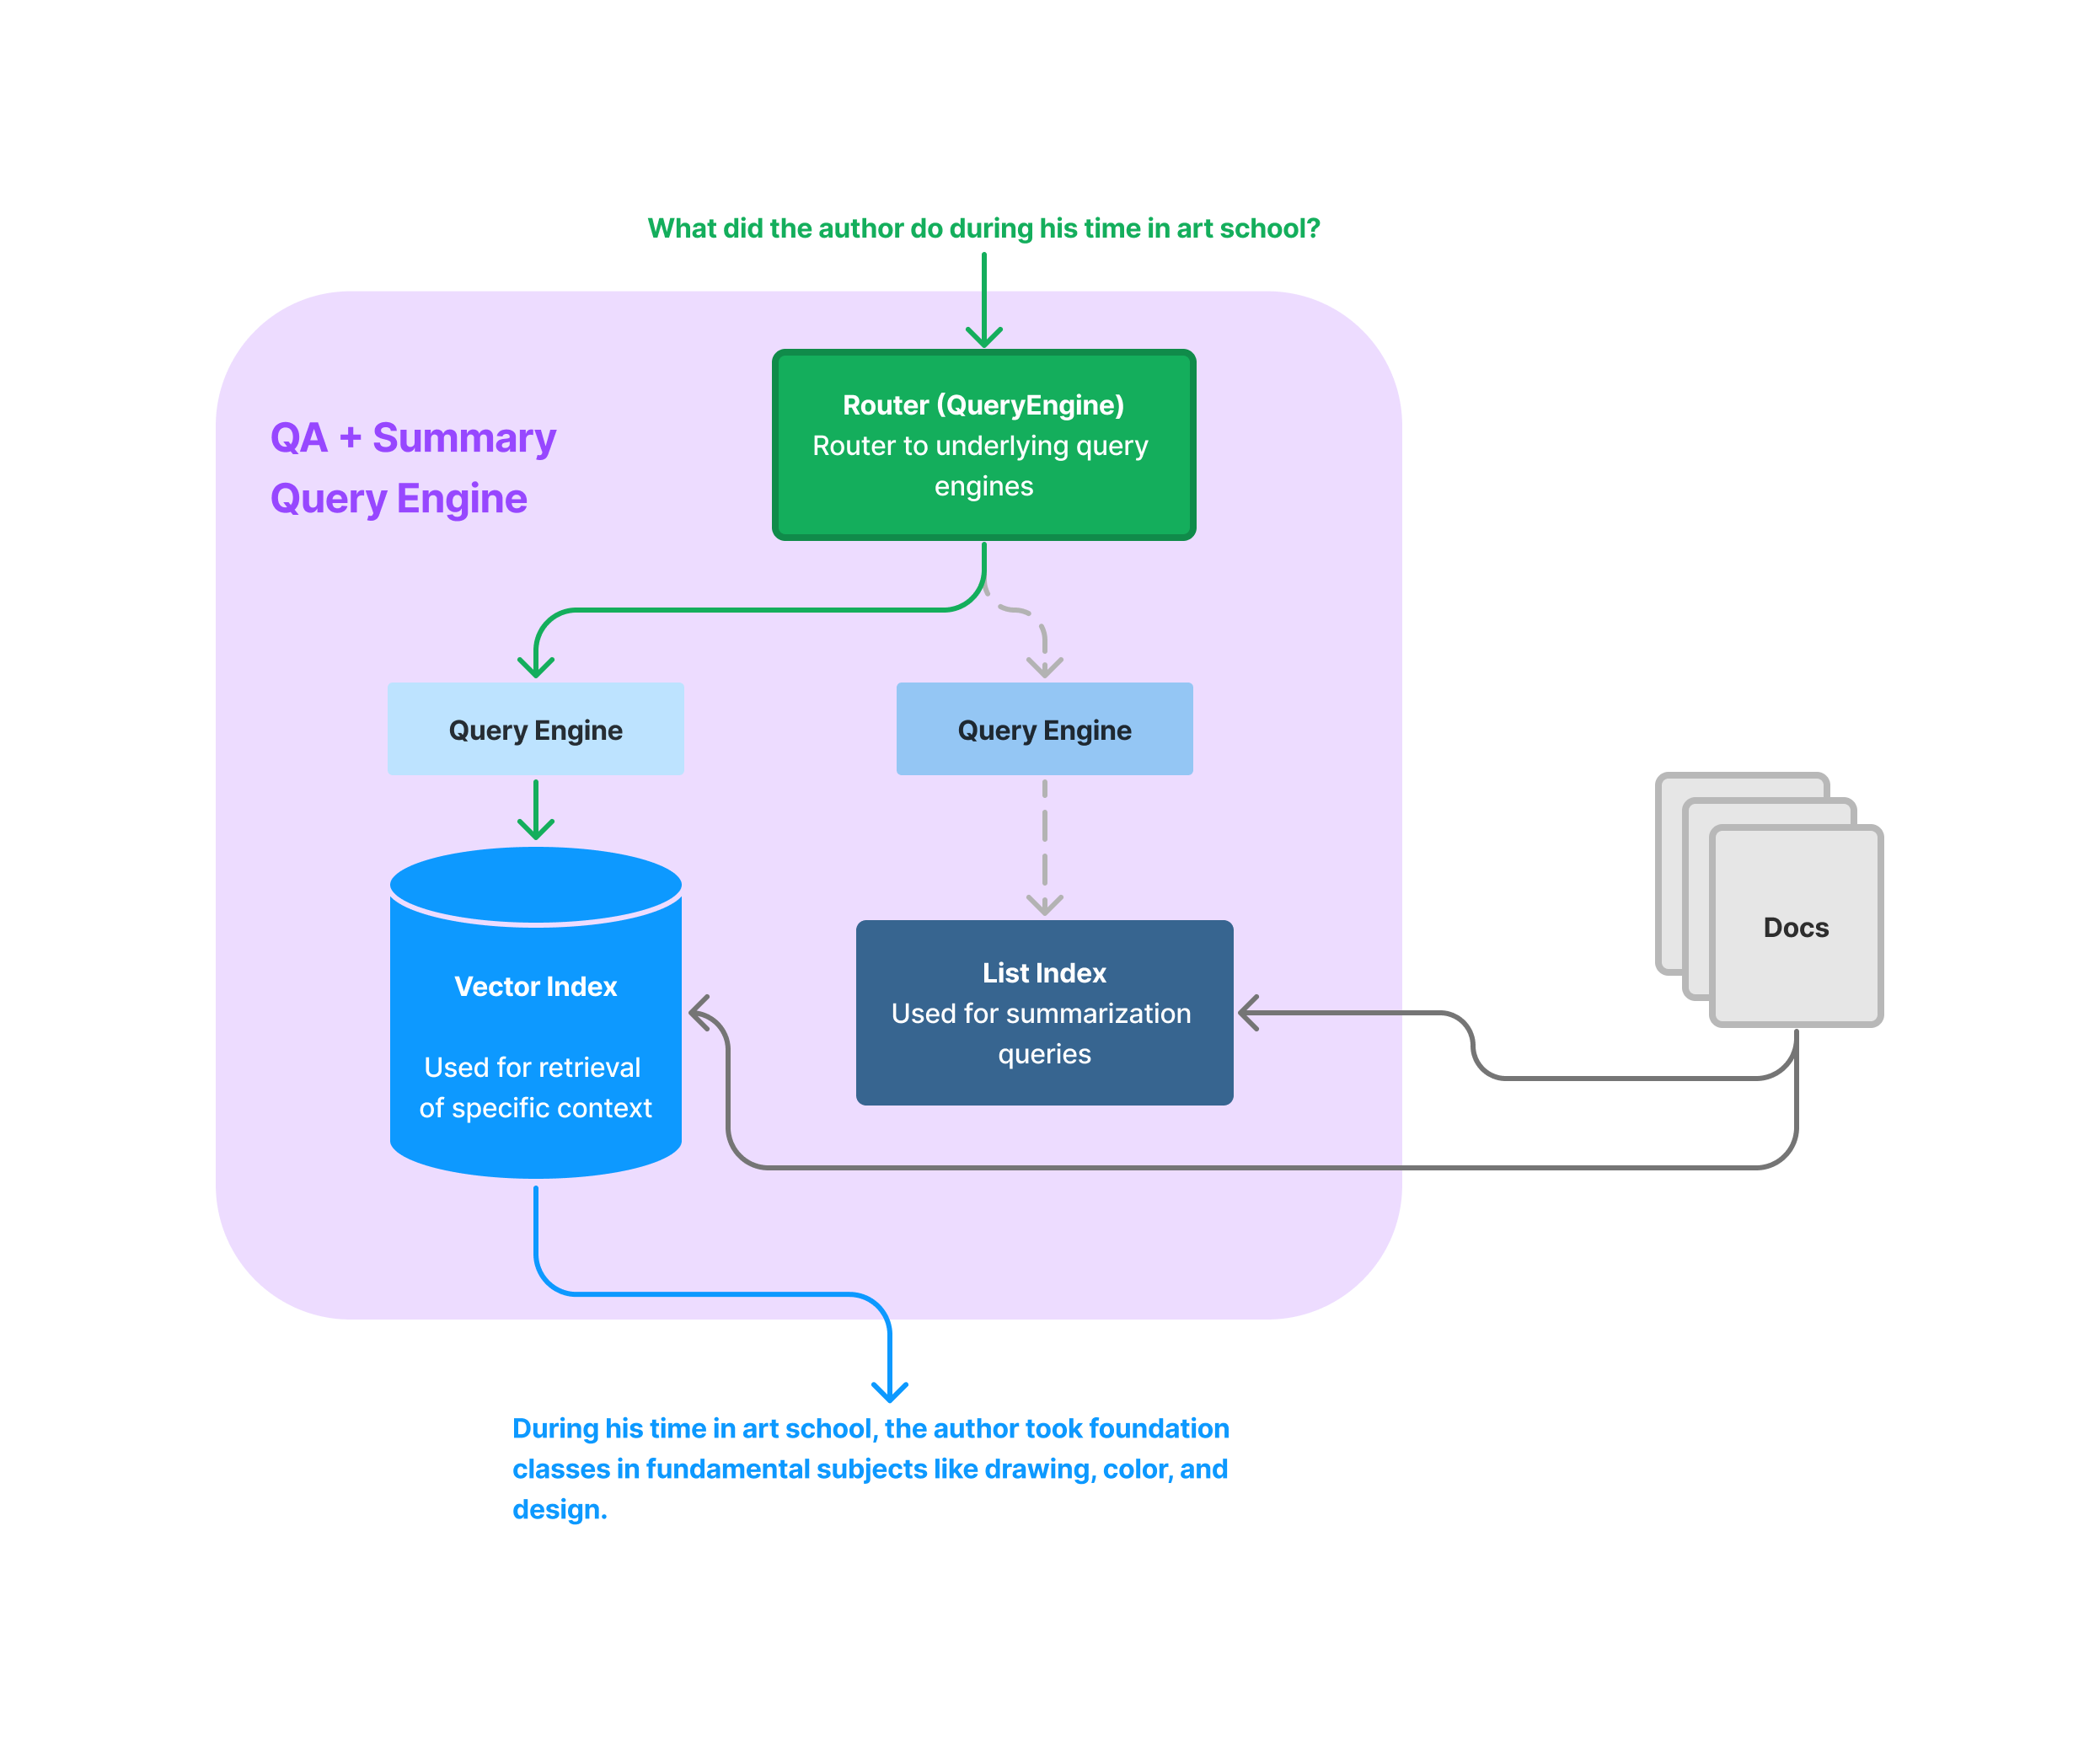 What did the author do during his time in art school?
QA + Summary
Query Engine
Router (QueryEngine)
Router to underlying query
engines
Query Engine
Query Engine
Vector Index
Used for retrieval
of specific context
List Index
Used for summarization
queries
Docs
During his time in art school, the author took foundation
classes in fundamental subjects like drawing, color, and
design.